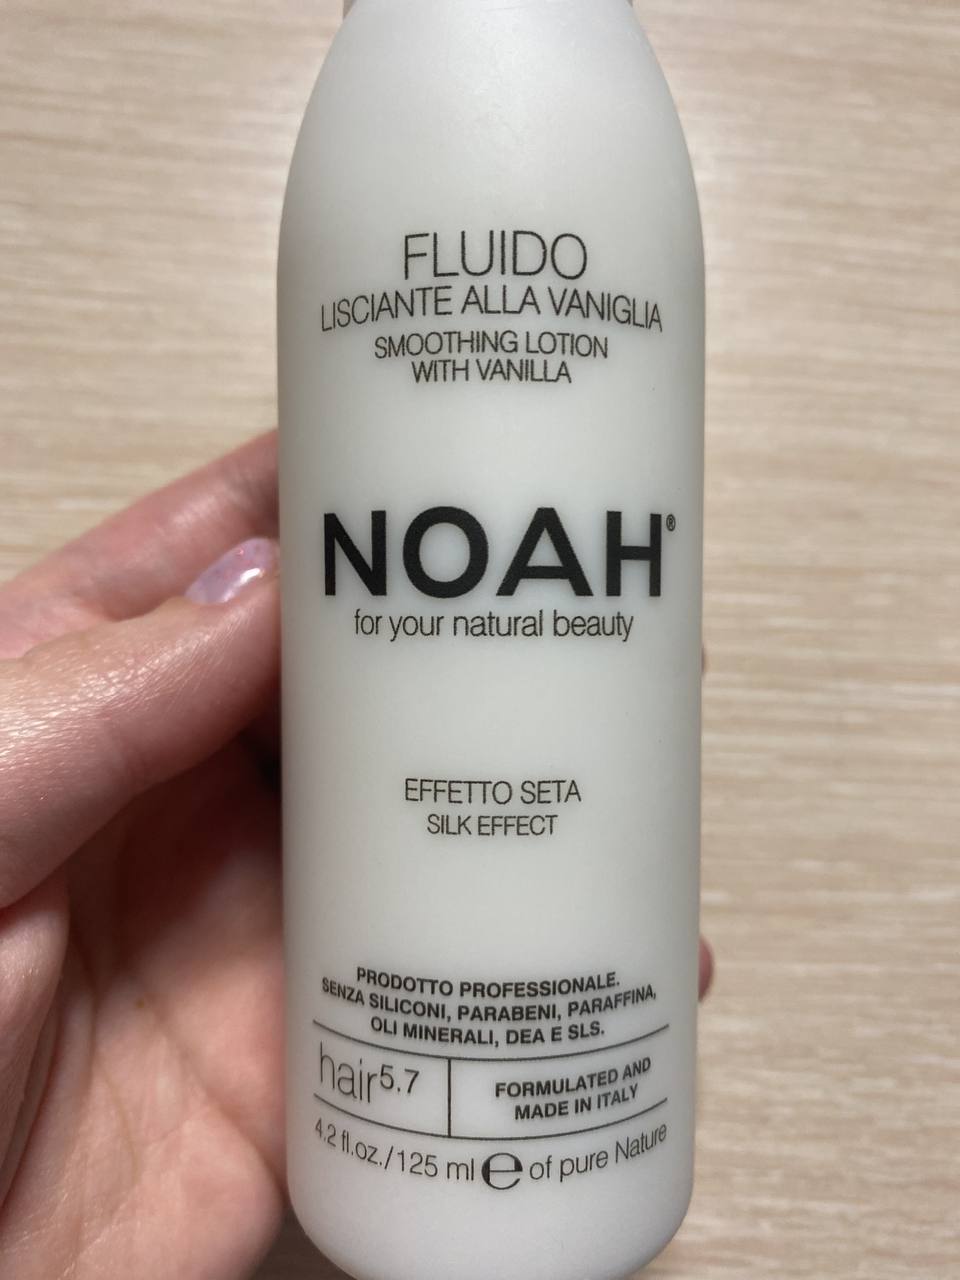 FLUIDO
LISCIANTE ALLA VANIGLIA
SMOOTHING LOTION
WITH VANILLA
NOAH®
for your natural beauty
EFFETTO SETA
SILK EFFECT
PRODOTTO PROFESSIONALE.
SENZA SILICONI, PARABENI, PARAFFINA,
OLI MINERALI, DEA E SLS.
hair 5.7
FORMULATED AND
MADE IN ITALY
4.2 fl.oz./125 ml ℮ of pure Nature